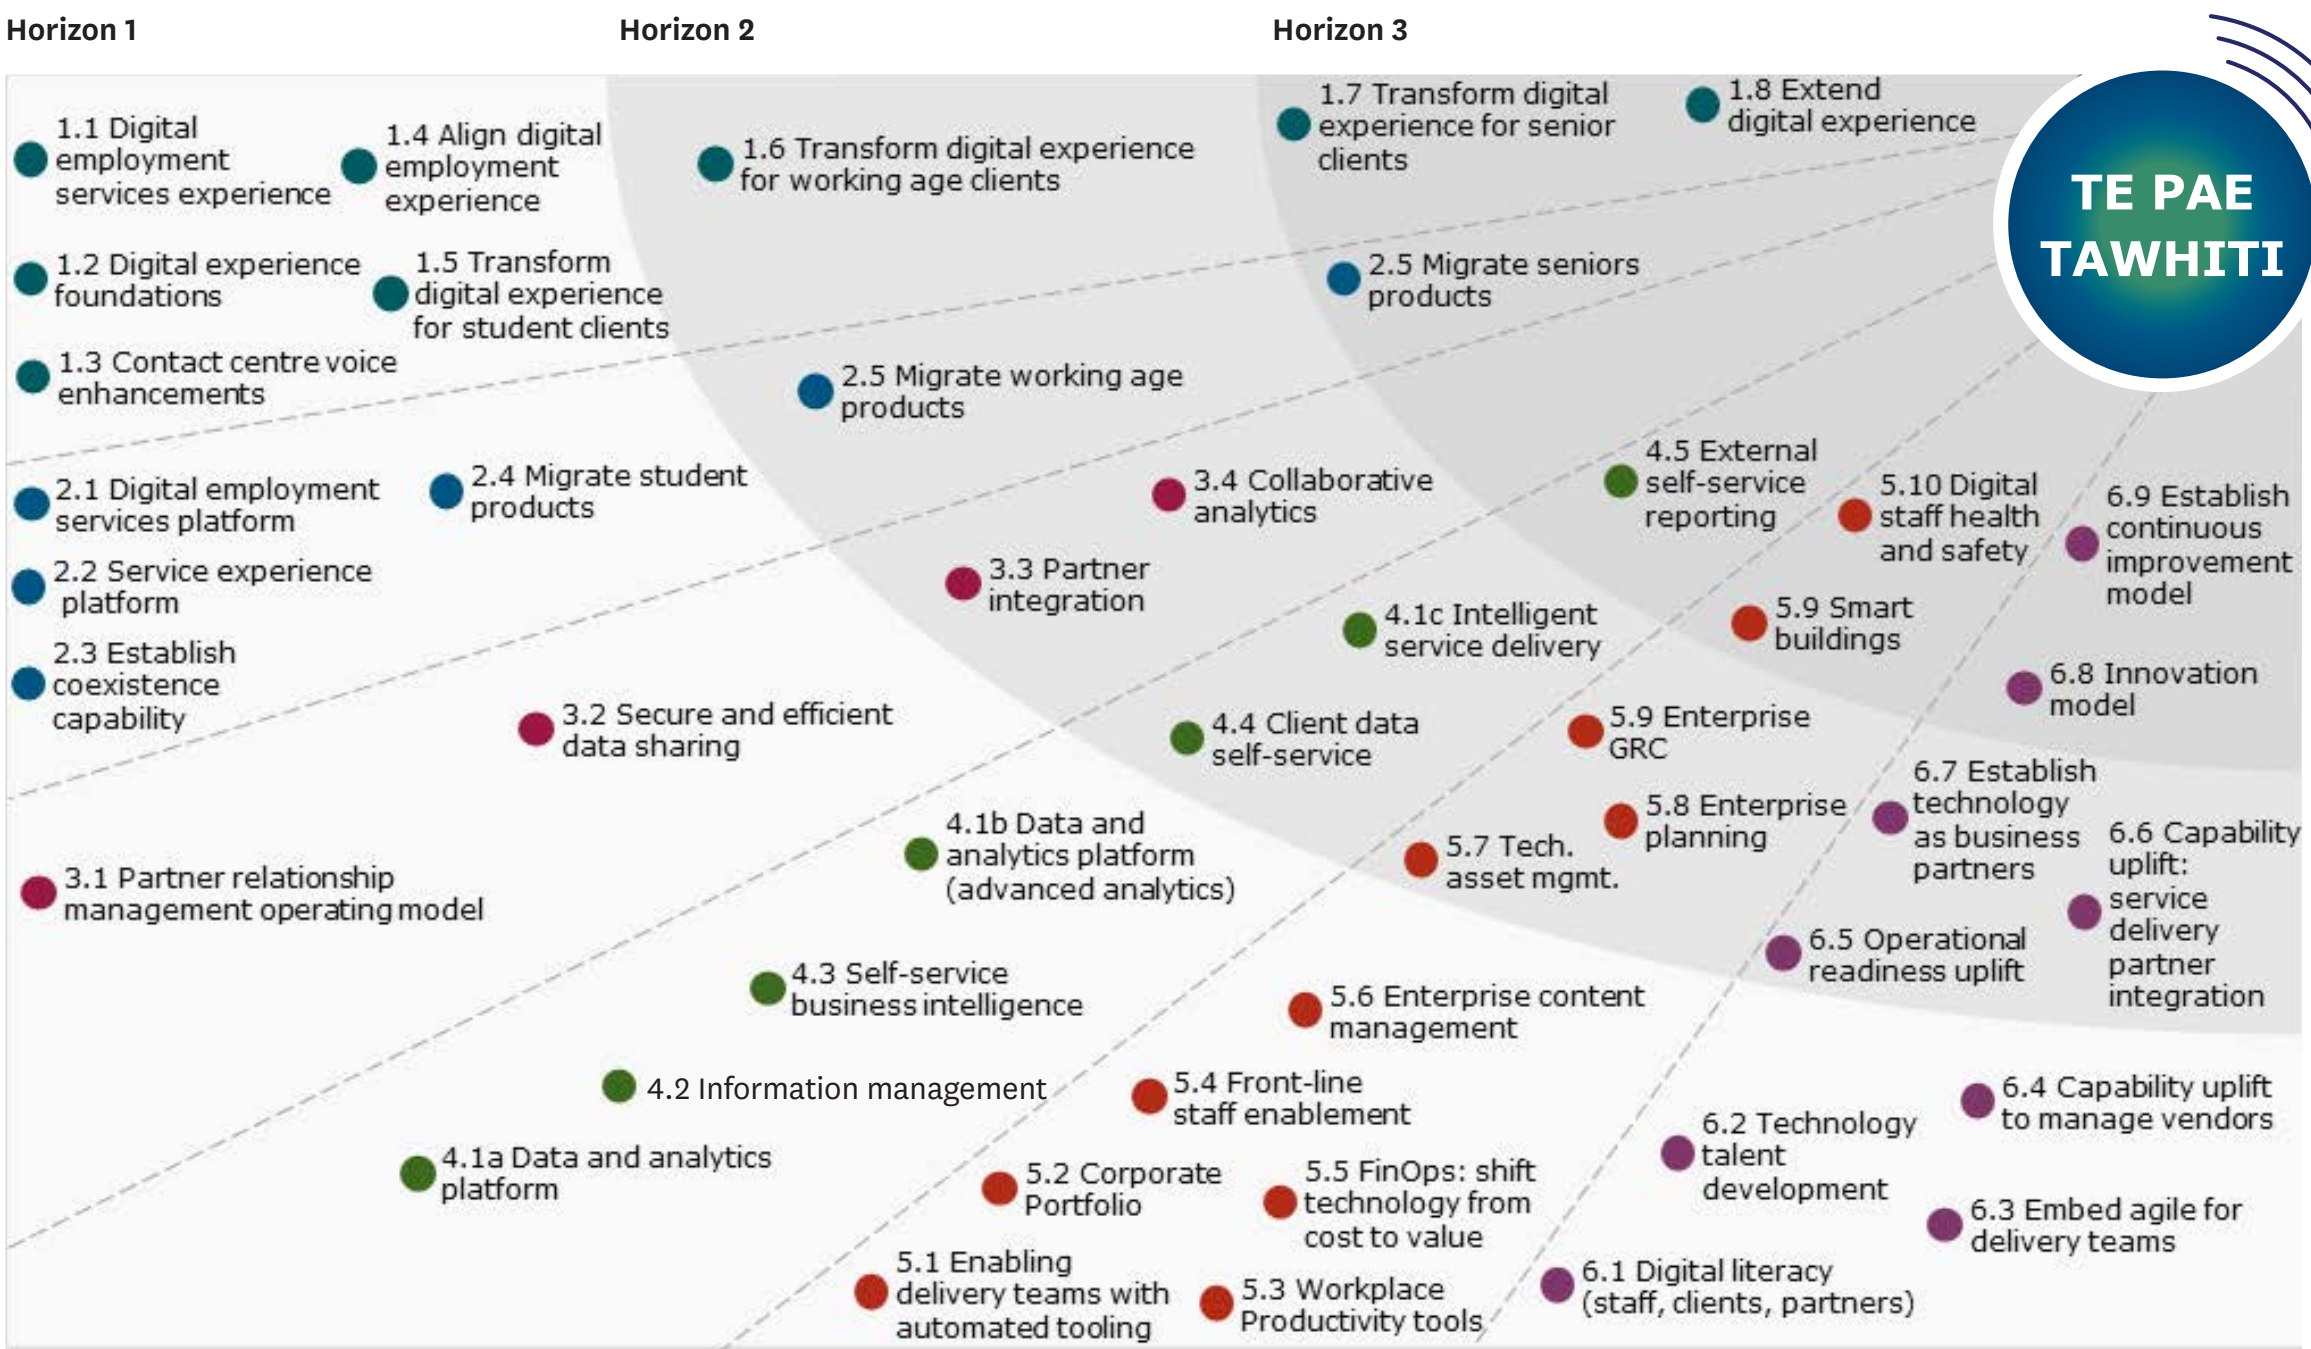 Horizon 1
Horizon 2
Horizon 3
TE PAE
TAWHITI
1.1 Digital
employment
services experience
1.4 Align digital
employment
experience
1.2 Digital experience
foundations
1.5 Transform
digital experience
for student clients
1.3 Contact centre voice
enhancements
1.6 Transform digital experience
for working age clients
1.7 Transform digital
experience for senior
clients
1.8 Extend
digital experience
2.1 Digital employment
services platform
2.2 Service experience
platform
2.3 Establish
coexistence
capability
2.4 Migrate student
products
2.5 Migrate working age
products
2.5 Migrate seniors
products
3.1 Partner relationship
management operating model
3.2 Secure and efficient
data sharing
3.3 Partner
integration
3.4 Collaborative
analytics
4.1a Data and analytics
platform
4.2 Information management
4.3 Self-service
business intelligence
4.1b Data and
analytics platform
(advanced analytics)
4.4 Client data
self-service
4.1c Intelligent
service delivery
4.5 External
self-service
reporting
5.1 Enabling
delivery teams with
automated tooling
5.2 Corporate
Portfolio
5.3 Workplace
Productivity tools
5.4 Front-line
staff enablement
5.5 FinOps: shift
technology from
cost to value
5.6 Enterprise content
management
5.7 Tech.
asset mgmt.
5.8 Enterprise
planning
5.9 Enterprise
GRC
5.9 Smart
buildings
5.10 Digital
staff health
and safety
6.1 Digital literacy
(staff, clients, partners)
6.2 Technology
talent
development
6.3 Embed agile for
delivery teams
6.4 Capability uplift
to manage vendors
6.5 Operational
readiness uplift
6.6 Capability
uplift:
service
delivery
partner
integration
6.7 Establish
technology
as business
partners
6.8 Innovation
model
6.9 Establish
continuous
improvement
model